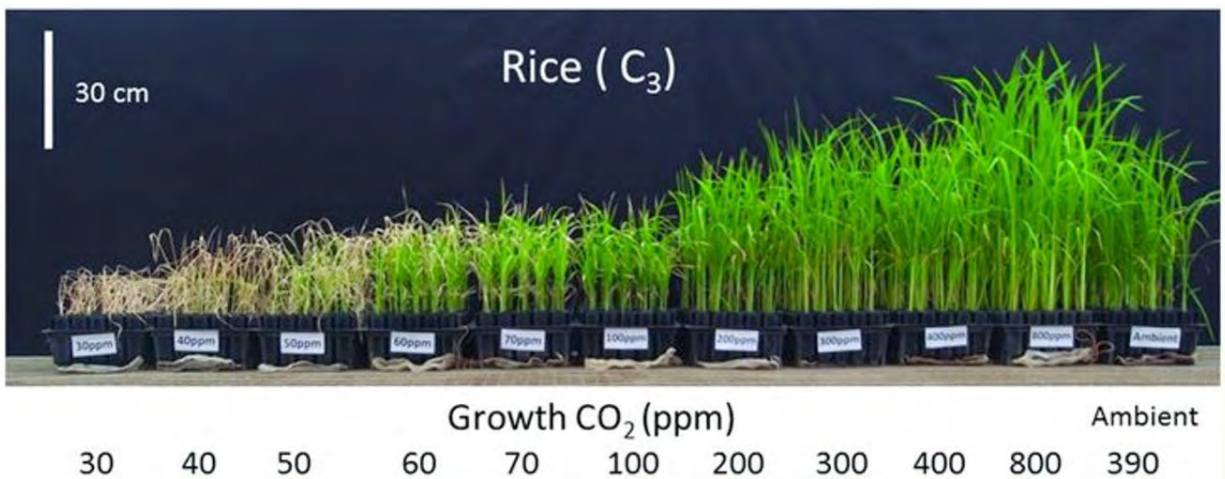 Rice ( C₃)
30 cm
30ppm 40ppm 50ppm 60ppm 70ppm 100ppm 200ppm 300ppm 400ppm 800ppm Ambient
Growth CO₂ (ppm) Ambient
30 40 50 60 70 100 200 300 400 800 390